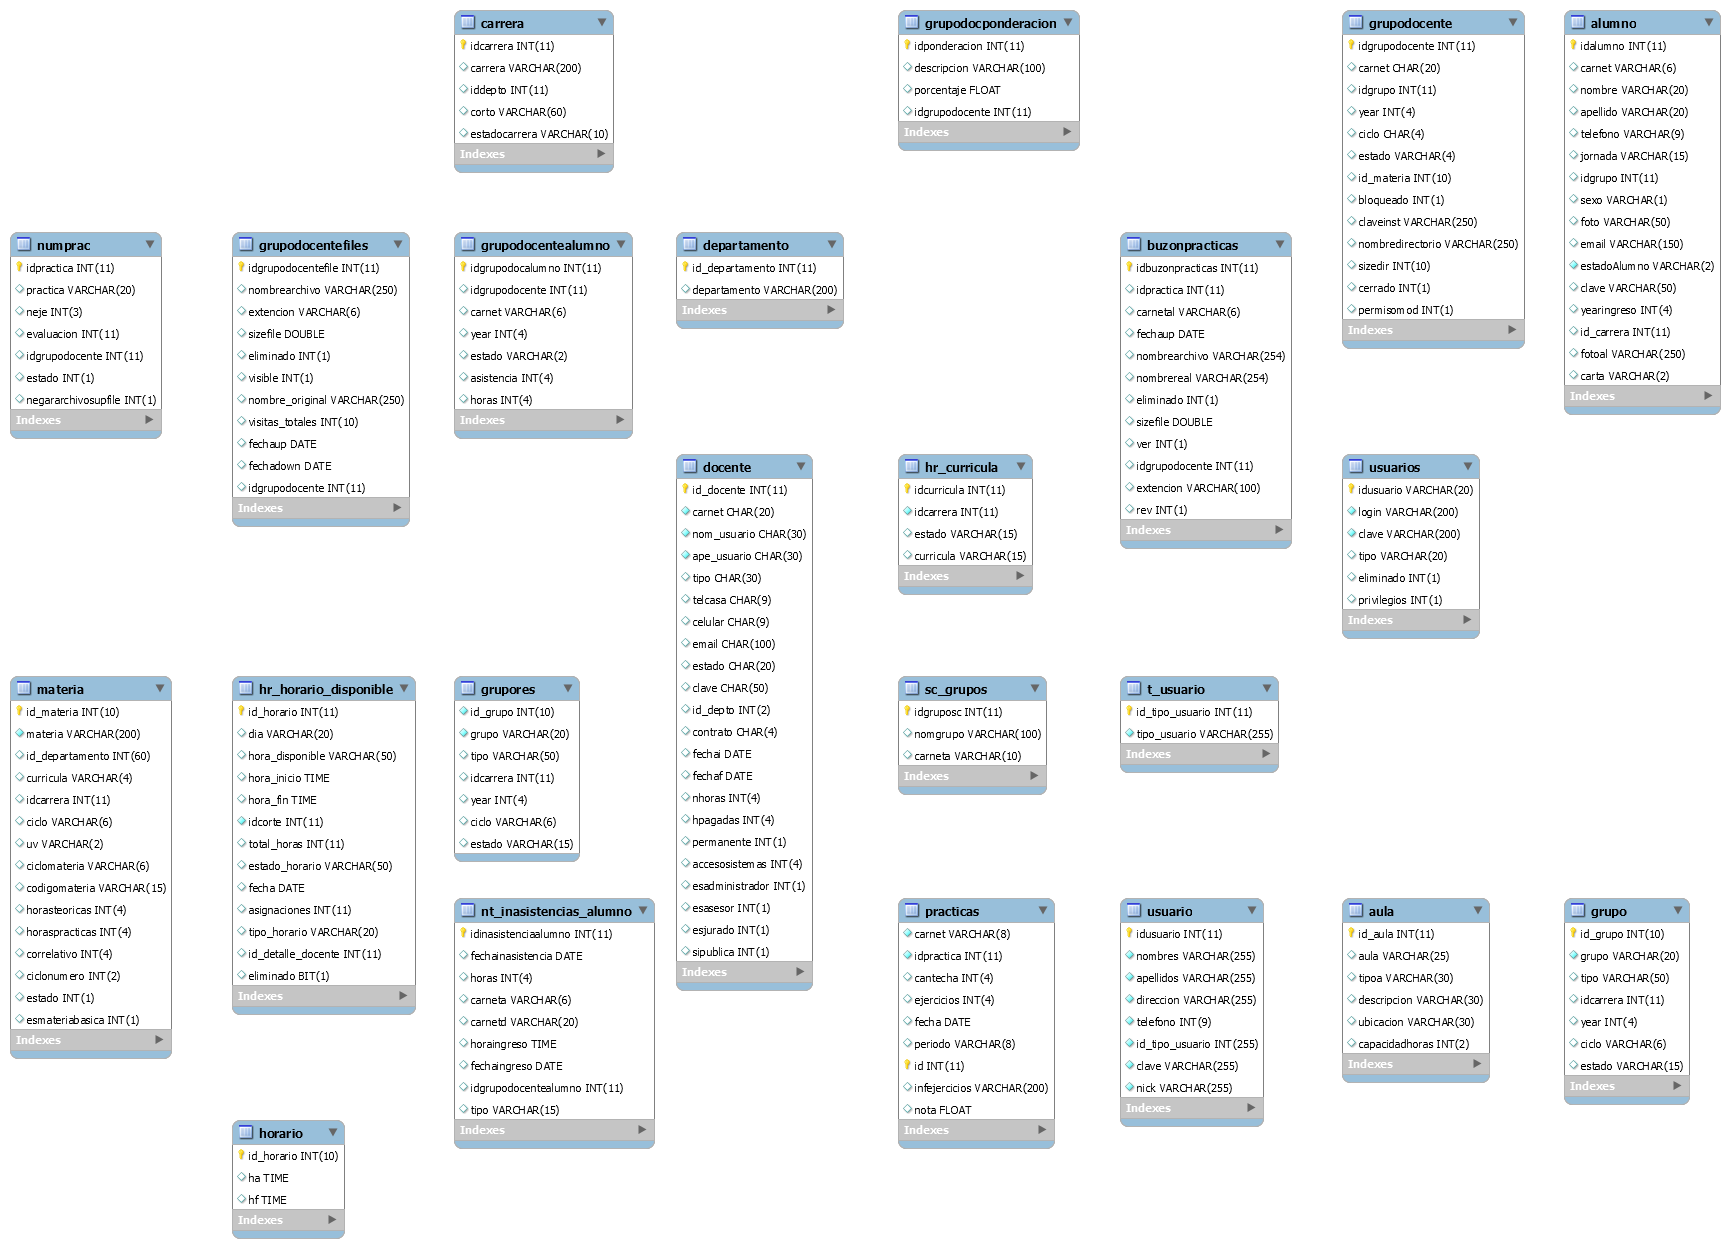 carrera
idcarrera INT(11)
carrera VARCHAR(200)
iddepto INT(11)
corto VARCHAR(60)
estadocarrera VARCHAR(10)
Indexes
grupodocponderacion
idponderacion INT(11)
descripcion VARCHAR(100)
porcentaje FLOAT
idgrupodocente INT(11)
Indexes
grupodocente
idgrupodocente INT(11)
carnet CHAR(20)
idgrupo INT(11)
year INT(4)
ciclo CHAR(4)
estado VARCHAR(4)
id_materia INT(10)
bloqueado INT(1)
claveinst VARCHAR(250)
nombredirectorio VARCHAR(250)
sizedir INT(10)
cerrado INT(1)
permisomod INT(1)
Indexes
alumno
idalumno INT(11)
carnet VARCHAR(6)
nombre VARCHAR(20)
apellido VARCHAR(20)
telefono VARCHAR(9)
jornada VARCHAR(15)
idgrupo INT(11)
sexo VARCHAR(1)
foto VARCHAR(50)
email VARCHAR(150)
estadoAlumno VARCHAR(2)
clave VARCHAR(50)
yearingreso INT(4)
id_carrera INT(11)
fotoal VARCHAR(250)
carta VARCHAR(2)
Indexes
numprac
idpractica INT(11)
practica VARCHAR(20)
neje INT(3)
evaluacion INT(11)
idgrupodocente INT(11)
estado INT(1)
negararchivosupfile INT(1)
Indexes
grupodocentefiles
idgrupodocentefile INT(11)
nombrearchivo VARCHAR(250)
extencion VARCHAR(6)
sizefile DOUBLE
eliminado INT(1)
visible INT(1)
nombre_original VARCHAR(250)
visitas_totales INT(10)
fechaup DATE
fechadown DATE
idgrupodocente INT(11)
Indexes
grupodocentealumno
idgrupodocalumno INT(11)
idgrupodocente INT(11)
carnet VARCHAR(6)
year INT(4)
estado VARCHAR(2)
asistencia INT(4)
horas INT(4)
Indexes
departamento
id_departamento INT(11)
departamento VARCHAR(200)
Indexes
buzonpracticas
idbuzonpracticas INT(11)
idpractica INT(11)
carnetal VARCHAR(6)
fechaup DATE
nombrearchivo VARCHAR(254)
nombrereal VARCHAR(254)
eliminado INT(1)
sizefile DOUBLE
ver INT(1)
idgrupodocente INT(11)
extencion VARCHAR(100)
rev INT(1)
Indexes
docente
id_docente INT(11)
carnet CHAR(20)
nom_usuario CHAR(30)
ape_usuario CHAR(30)
tipo CHAR(30)
telcasa CHAR(9)
celular CHAR(9)
email CHAR(100)
estado CHAR(20)
clave CHAR(50)
id_depto INT(2)
contrato CHAR(4)
fechai DATE
fechaf DATE
nhoras INT(4)
hpagadas INT(4)
permanente INT(1)
accesosistemas INT(4)
esadministrador INT(1)
esasesor INT(1)
esjurado INT(1)
sipublica INT(1)
Indexes
hr_curricula
idcurricula INT(11)
idcarrera INT(11)
estado VARCHAR(15)
curricula VARCHAR(15)
Indexes
usuarios
idusuario VARCHAR(20)
login VARCHAR(200)
clave VARCHAR(200)
tipo VARCHAR(20)
eliminado INT(1)
privilegios INT(1)
Indexes
materia
id_materia INT(10)
materia VARCHAR(200)
id_departamento INT(60)
curricula VARCHAR(4)
idcarrera INT(11)
ciclo VARCHAR(6)
uv VARCHAR(2)
ciclomateria VARCHAR(6)
codigomateria VARCHAR(15)
horasteoricas INT(4)
horaspracticas INT(4)
correlativo INT(4)
ciclonumero INT(2)
estado INT(1)
esmateriabasica INT(1)
Indexes
hr_horario_disponible
id_horario INT(11)
dia VARCHAR(20)
hora_disponible VARCHAR(50)
hora_inicio TIME
hora_fin TIME
idcorte INT(11)
total_horas INT(11)
estado_horario VARCHAR(50)
fecha DATE
asignaciones INT(11)
tipo_horario VARCHAR(20)
id_detalle_docente INT(11)
eliminado BIT(1)
Indexes
grupores
id_grupo INT(10)
grupo VARCHAR(20)
tipo VARCHAR(50)
idcarrera INT(11)
year INT(4)
ciclo VARCHAR(6)
estado VARCHAR(15)
sc_grupos
idgruposc INT(11)
nomgrupo VARCHAR(100)
carneta VARCHAR(10)
Indexes
t_usuario
id_tipo_usuario INT(11)
tipo_usuario VARCHAR(255)
Indexes
nt_inasistencias_alumno
idinasistenciaalumno INT(11)
fechainasistencia DATE
horas INT(4)
carneta VARCHAR(6)
carnetd VARCHAR(20)
horaingreso TIME
fechaingreso DATE
idgrupodocentealumno INT(11)
tipo VARCHAR(15)
Indexes
practicas
carnet VARCHAR(8)
idpractica INT(11)
cantecha INT(4)
ejercicios INT(4)
fecha DATE
periodo VARCHAR(8)
id INT(11)
infejercicios VARCHAR(200)
nota FLOAT
Indexes
usuario
idusuario INT(11)
nombres VARCHAR(255)
apellidos VARCHAR(255)
direccion VARCHAR(255)
telefono INT(9)
id_tipo_usuario INT(255)
clave VARCHAR(255)
nick VARCHAR(255)
Indexes
aula
id_aula INT(11)
aula VARCHAR(25)
tipoa VARCHAR(30)
descripcion VARCHAR(30)
ubicacion VARCHAR(30)
capacidadhoras INT(2)
Indexes
grupo
id_grupo INT(10)
grupo VARCHAR(20)
tipo VARCHAR(50)
idcarrera INT(11)
year INT(4)
ciclo VARCHAR(6)
estado VARCHAR(15)
Indexes
horario
id_horario INT(10)
ha TIME
hf TIME
Indexes